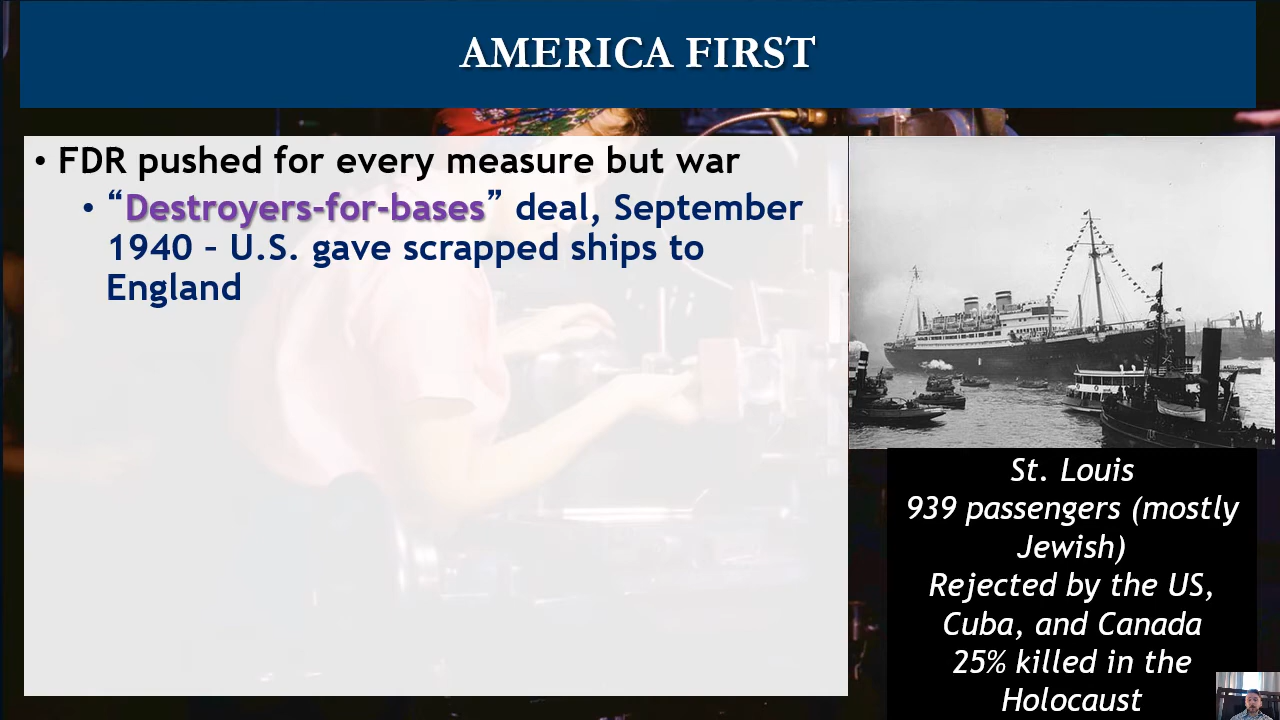 AMERICA FIRST
• FDR pushed for every measure but war
• “Destroyers-for-bases” deal, September
1940 – U.S. gave scrapped ships to
England
St. Louis
939 passengers (mostly
Jewish)
Rejected by the US,
Cuba, and Canada
25% killed in the
Holocaust